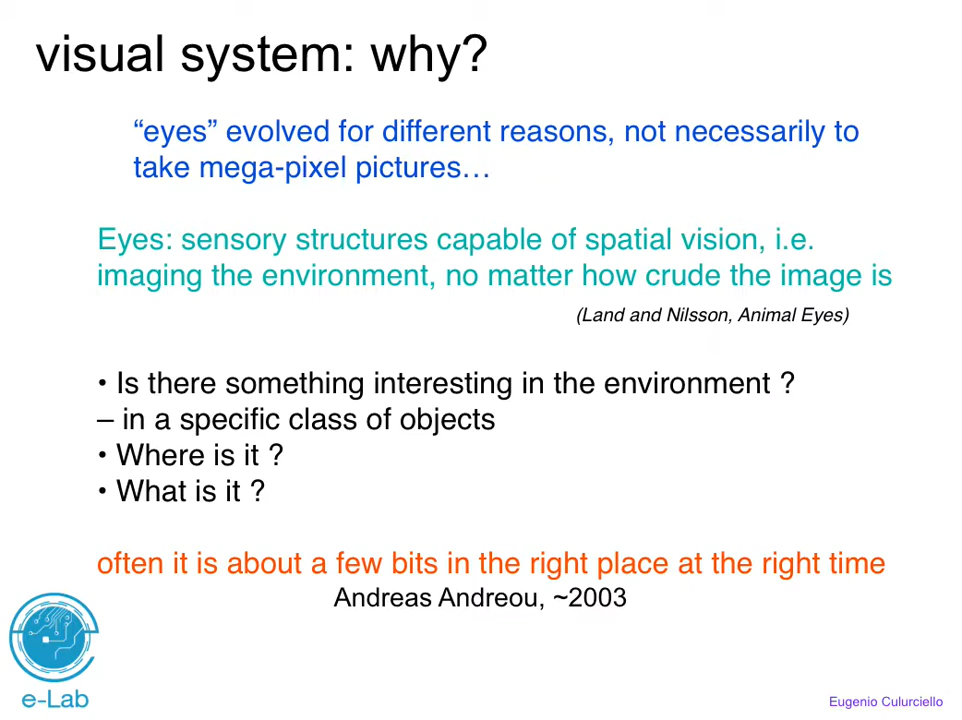 visual system: why?
“eyes” evolved for different reasons, not necessarily to
take mega-pixel pictures…
Eyes: sensory structures capable of spatial vision, i.e.
imaging the environment, no matter how crude the image is
(Land and Nilsson, Animal Eyes)
• Is there something interesting in the environment ?
– in a specific class of objects
• Where is it ?
• What is it ?
often it is about a few bits in the right place at the right time
Andreas Andreou, ~2003
e-Lab
Eugenio Culurciello